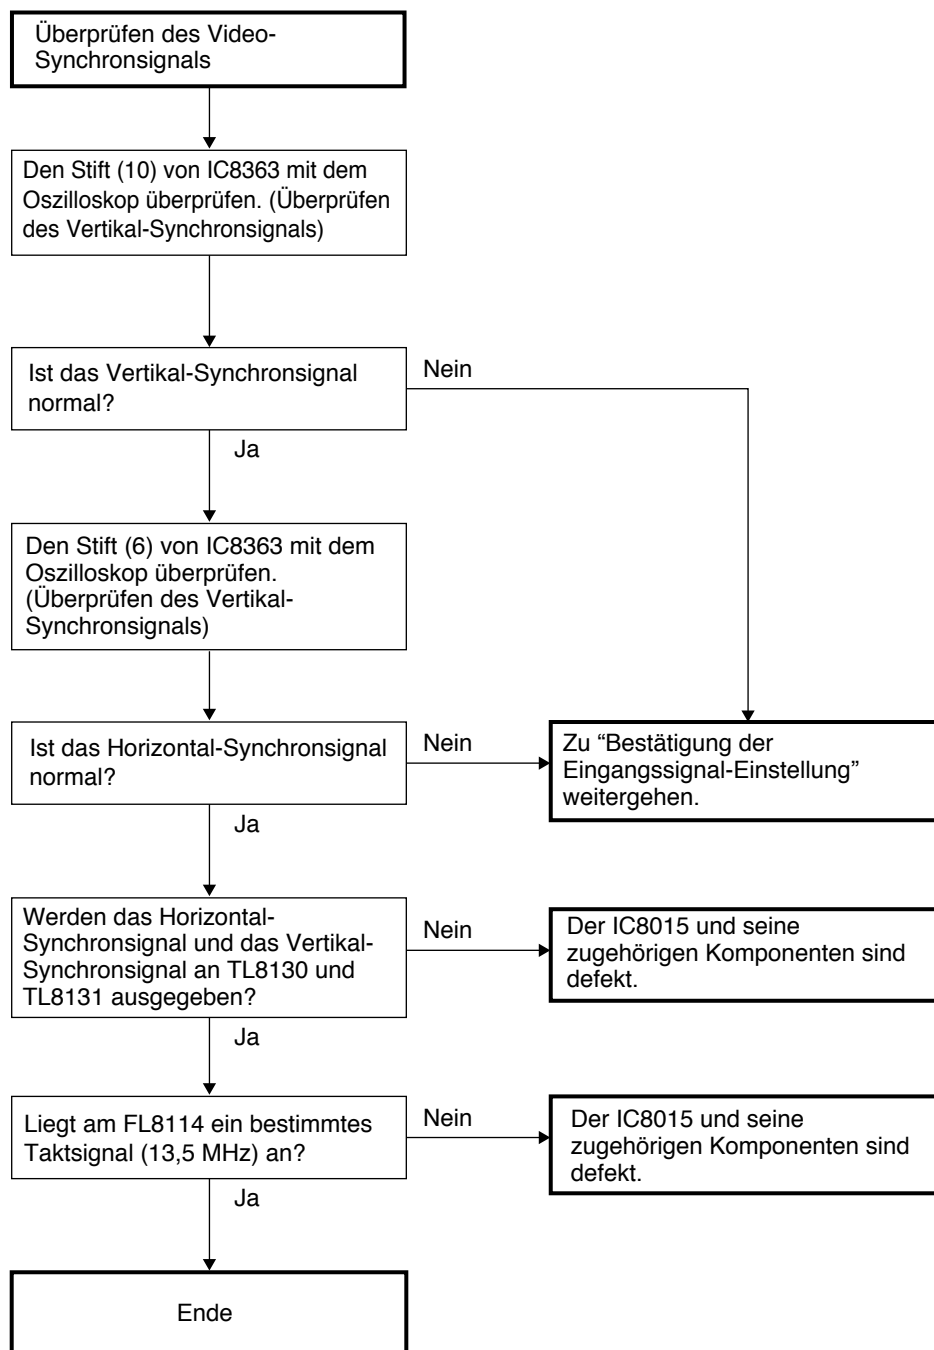 Überprüfen des Video-
Synchronsignals
Den Stift (10) von IC8363 mit dem
Oszilloskop überprüfen. (Überprüfen
des Vertikal-Synchronsignals)
Ist das Vertikal-Synchronsignal
normal?
Nein
Ja
Den Stift (6) von IC8363 mit dem
Oszilloskop überprüfen.
(Überprüfen des Vertikal-
Synchronsignals)
Ist das Horizontal-Synchronsignal
normal?
Nein
Zu “Bestätigung der
Eingangssignal-Einstellung”
weitergehen.
Ja
Werden das Horizontal-
Synchronsignal und das Vertikal-
Synchronsignal an TL8130 und
TL8131 ausgegeben?
Nein
Der IC8015 und seine
zugehörigen Komponenten sind
defekt.
Ja
Liegt am FL8114 ein bestimmtes
Taktsignal (13,5 MHz) an?
Nein
Der IC8015 und seine
zugehörigen Komponenten sind
defekt.
Ja
Ende